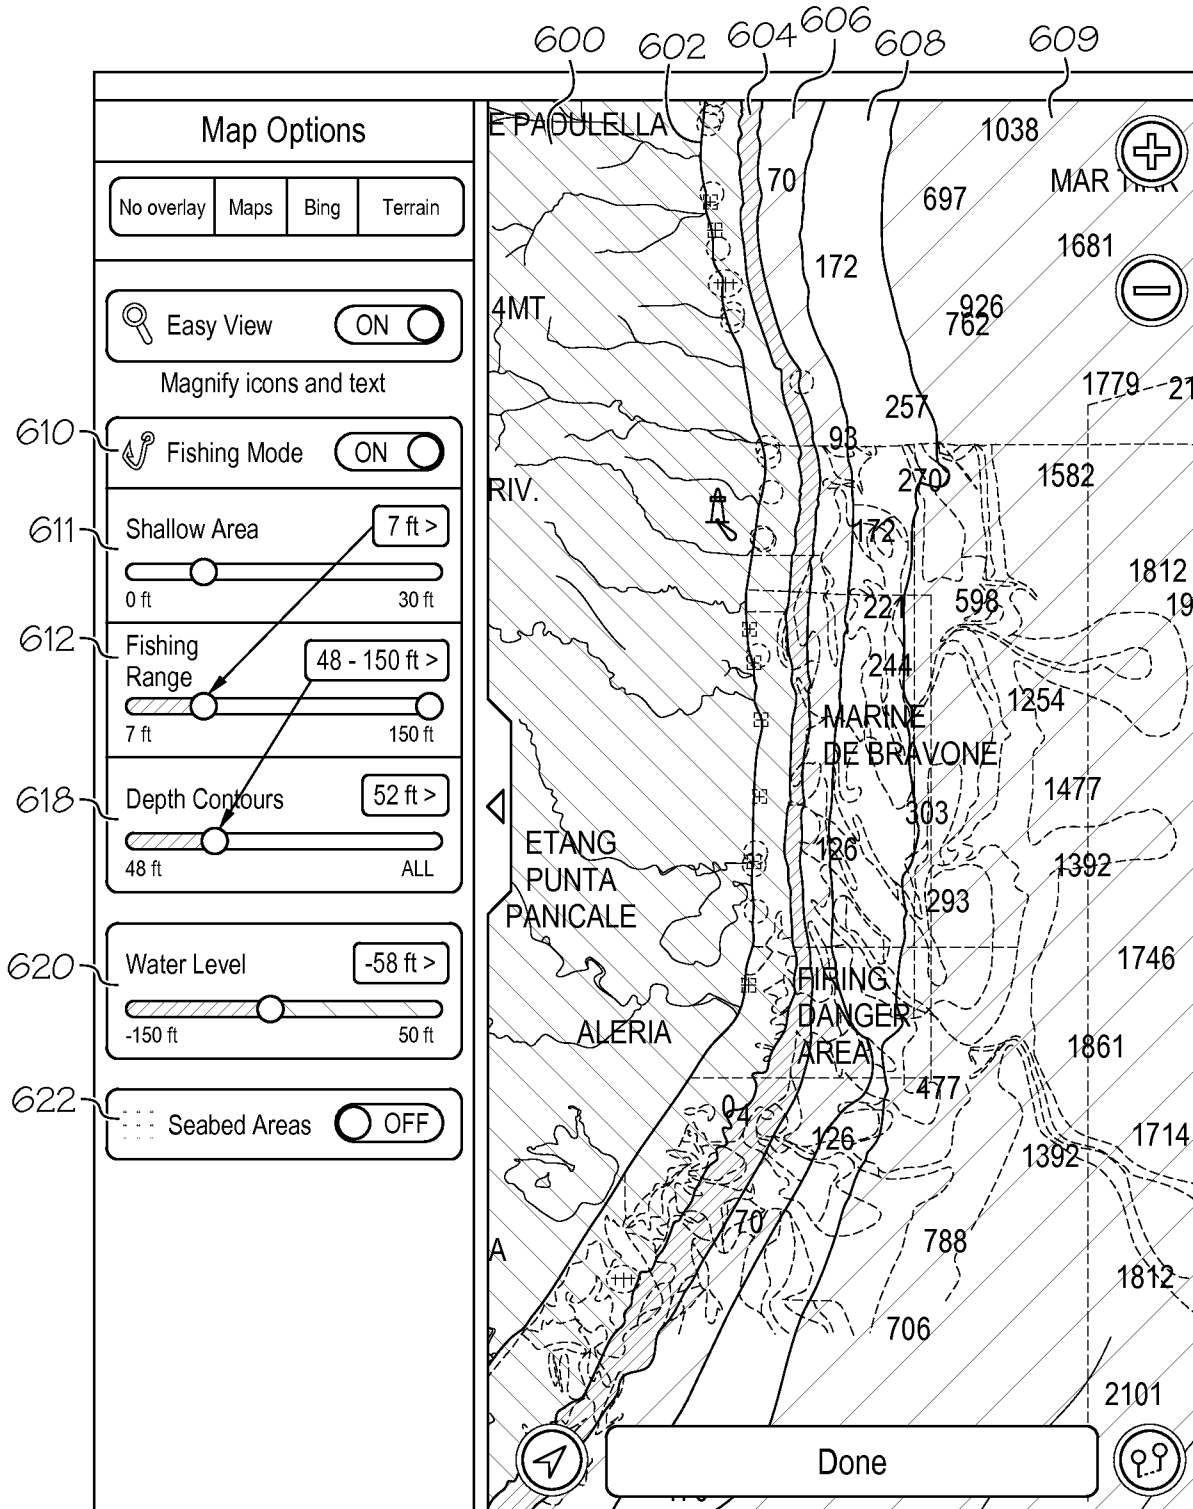 600 602 604 606 608 609
Map Options
No overlay Maps Bing Terrain
Easy View ON
Magnify icons and text
610 Fishing Mode ON
611 Shallow Area 7 ft >
0 ft 30 ft
612 Fishing
Range
48 - 150 ft >
7 ft 150 ft
618 Depth Contours 52 ft >
48 ft ALL
620 Water Level -58 ft >
-150 ft 50 ft
622 Seabed Areas OFF
E PADULELLA
1038
70
697
MAR
1681
172
4MT
926
762
1779
21
257
93
270
1582
RIV.
172
1812
221
598
19
244
1254
MARINE
DE BRAVONE
1477
303
ETANG
PUNTA
PANICALE
126
1392
293
1746
FIRING
DANGER
AREA
ALERIA
1861
477
04
126
1392
1714
70
788
A
1812
706
2101
Done